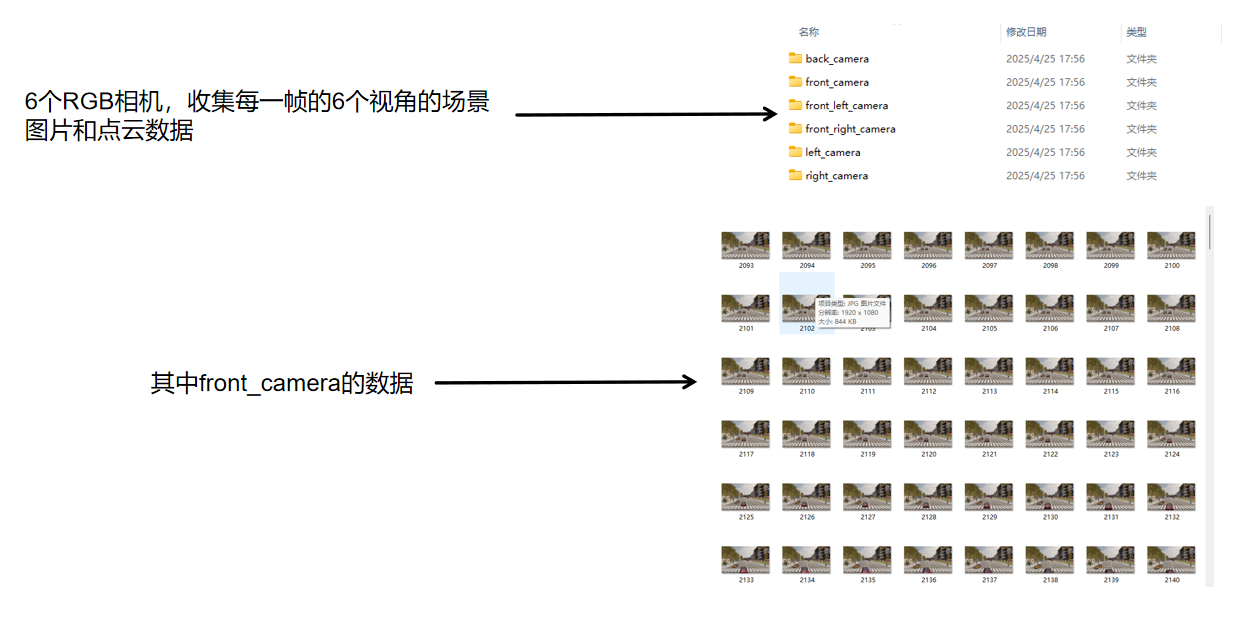 名称 修改日期 类型
back_camera 2025/4/25 17:56 文件夹
front_camera 2025/4/25 17:56 文件夹
front_left_camera 2025/4/25 17:56 文件夹
front_right_camera 2025/4/25 17:56 文件夹
left_camera 2025/4/25 17:56 文件夹
right_camera 2025/4/25 17:56 文件夹
6个RGB相机，收集每一帧的6个视角的场景
图片和点云数据
2093 2094 2095 2096 2097 2098 2099 2100
项目类型: JPG 图片文件
分辨率: 1920 x 1080
大小: 844 KB
2101 2102 2103 2104 2105 2106 2107 2108
其中front_camera的数据
2109 2110 2111 2112 2113 2114 2115 2116
2117 2118 2119 2120 2121 2122 2123 2124
2125 2126 2127 2128 2129 2130 2131 2132
2133 2134 2135 2136 2137 2138 2139 2140